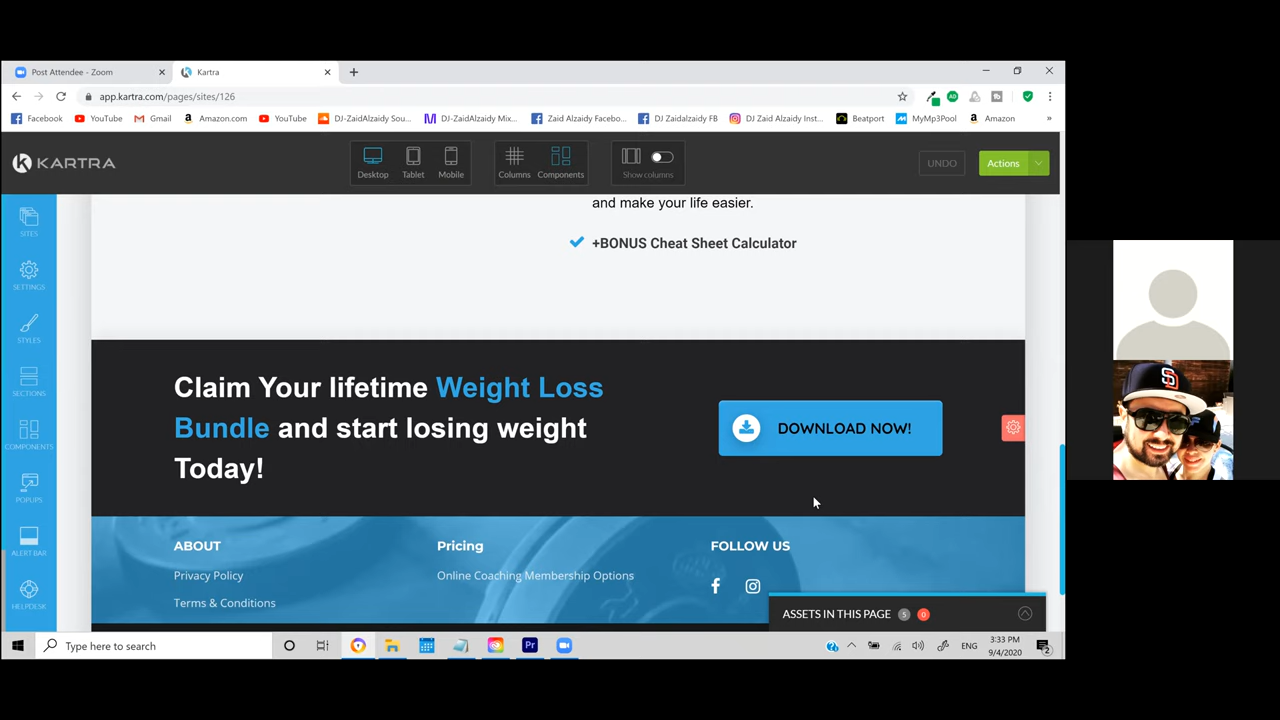 Post Attendee - Zoom
Kartra
app.kartra.com/pages/sites/126
Facebook
YouTube
Gmail
Amazon.com
YouTube
DJ-ZaidAlzaidy Sou...
DJ-ZaidAlzaidy Mix...
Zaid Alzaidy Facebo...
DJ Zaidalzaidy FB
DJ Zaid Alzaidy Inst...
Beatport
MyMp3Pool
Amazon
KARTRA
Desktop
Tablet
Mobile
Columns
Components
Show columns
UNDO
Actions
SITES
SETTINGS
STYLES
SECTIONS
COMPONENTS
POPUPS
ALERT BAR
HELPDESK
and make your life easier.
+BONUS Cheat Sheet Calculator
Claim Your lifetime Weight Loss
Bundle and start losing weight
Today!
DOWNLOAD NOW!
ABOUT
Privacy Policy
Terms & Conditions
Pricing
Online Coaching Membership Options
FOLLOW US
ASSETS IN THIS PAGE 5 0
Type here to search
Pr
ENG
3:33 PM
9/4/2020
2